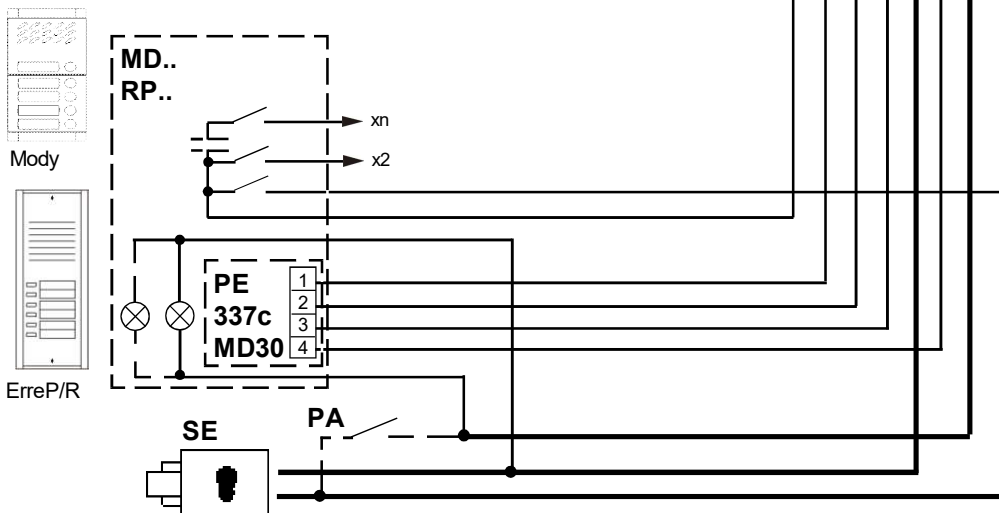 MD..
RP..
xn
x2
Mody
PE
337c
MD30
1
2
3
4
ErreP/R
PA
SE